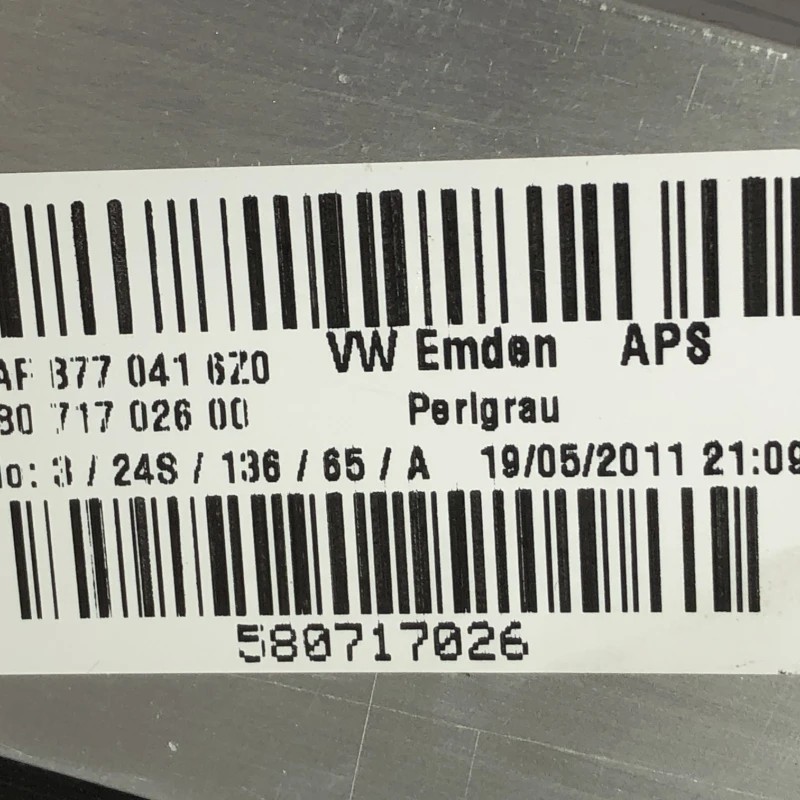 AF 877 041 6Z0 VW Emden APS
80 717 026 00 Perlgrau
No: 3 / 24S / 136 / 65 / A 19/05/2011 21:09
580717026